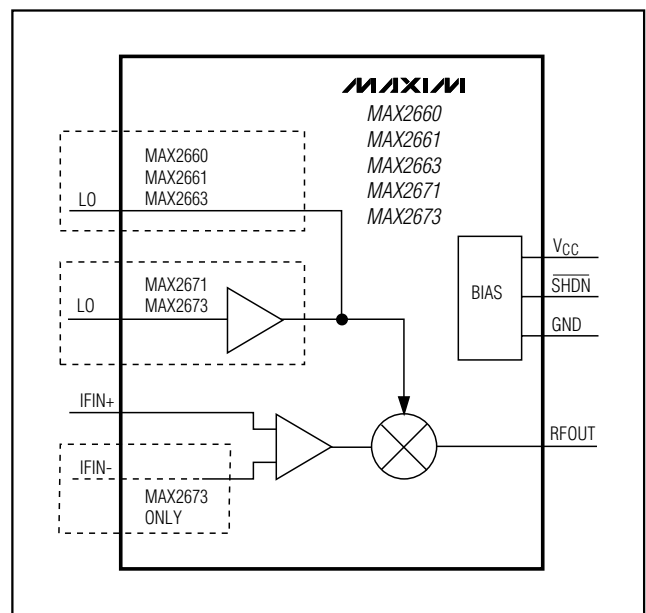 MAXIM
MAX2660
MAX2661
MAX2663
MAX2671
MAX2673
MAX2660
MAX2661
MAX2663
LO
MAX2671
MAX2673
LO
BIAS
VCC
SHDN
GND
IFIN+
IFIN-
MAX2673
ONLY
RFOUT